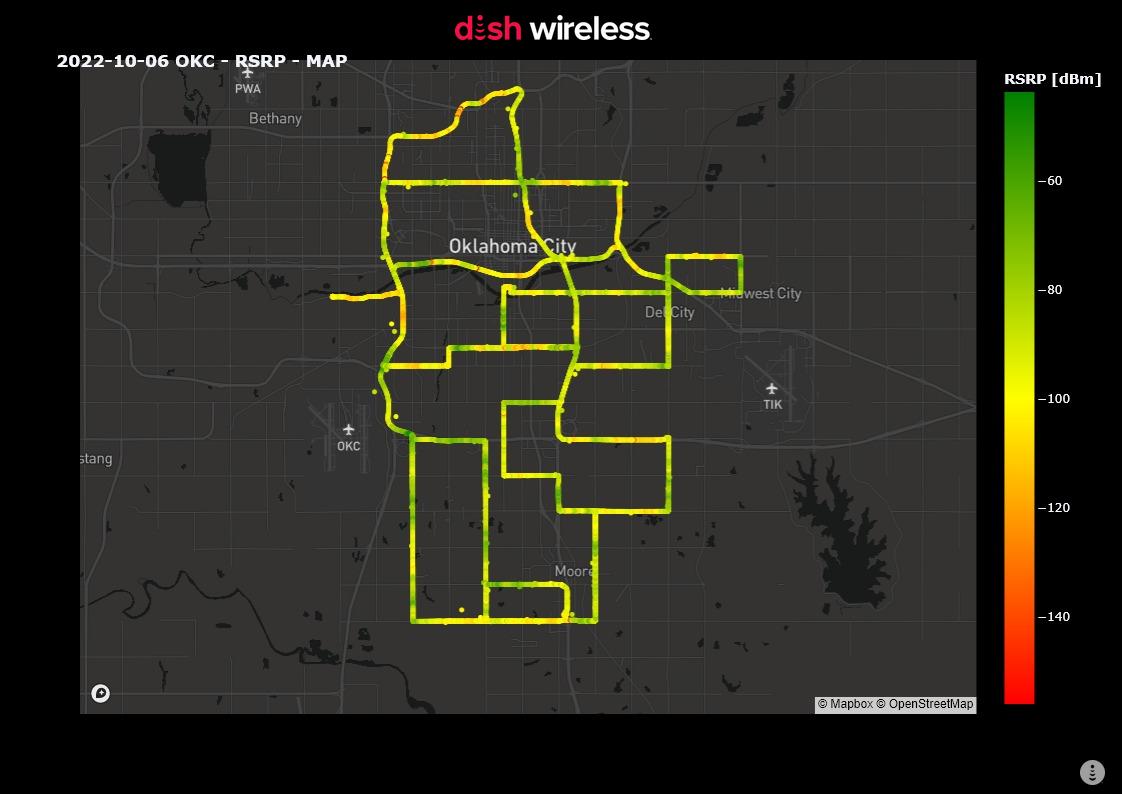 dish wireless
2022-10-06 OKC - RSRP - MAP
RSRP [dBm]
PWA
Bethany
−60
Oklahoma City
−80
Midwest City
Del City
−100
TIK
OKC
stang
−120
Moore
−140
© Mapbox © OpenStreetMap